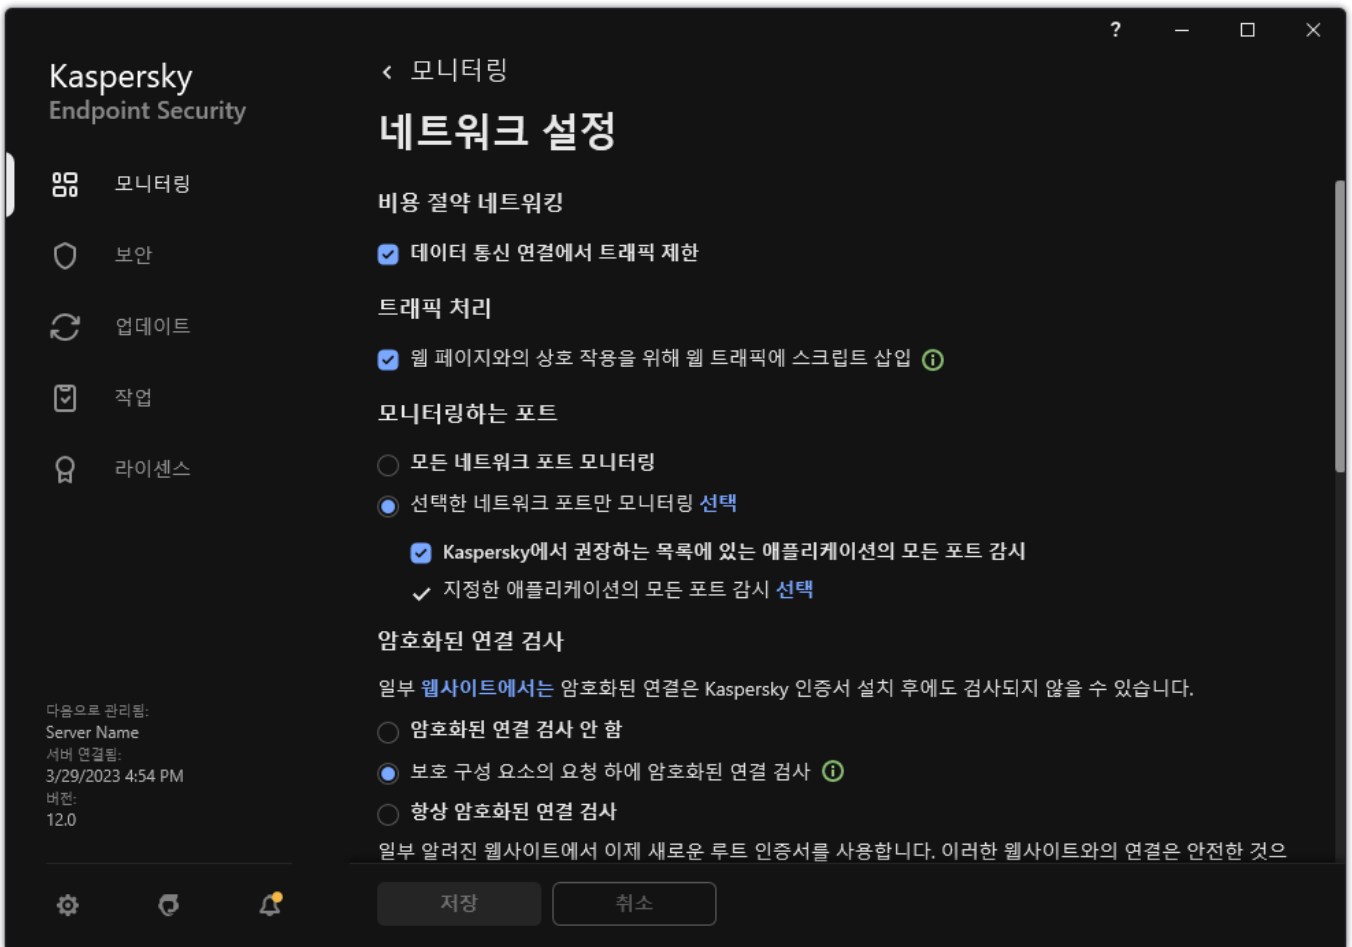 ?
Kaspersky
Endpoint Security
모니터링
보안
업데이트
작업
라이센스
다음으로 관리됨:
Server Name
서버 연결됨:
3/29/2023 4:54 PM
버전:
12.0
모니터링
네트워크 설정
비용 절약 네트워킹
데이터 통신 연결에서 트래픽 제한
트래픽 처리
웹 페이지와의 상호 작용을 위해 웹 트래픽에 스크립트 삽입
모니터링하는 포트
모든 네트워크 포트 모니터링
선택한 네트워크 포트만 모니터링 선택
Kaspersky에서 권장하는 목록에 있는 애플리케이션의 모든 포트 감시
지정한 애플리케이션의 모든 포트 감시 선택
암호화된 연결 검사
일부 웹사이트에서는 암호화된 연결은 Kaspersky 인증서 설치 후에도 검사되지 않을 수 있습니다.
암호화된 연결 검사 안 함
보호 구성 요소의 요청 하에 암호화된 연결 검사
항상 암호화된 연결 검사
일부 알려진 웹사이트에서 이제 새로운 루트 인증서를 사용합니다. 이러한 웹사이트와의 연결은 안전한 것으
저장
취소